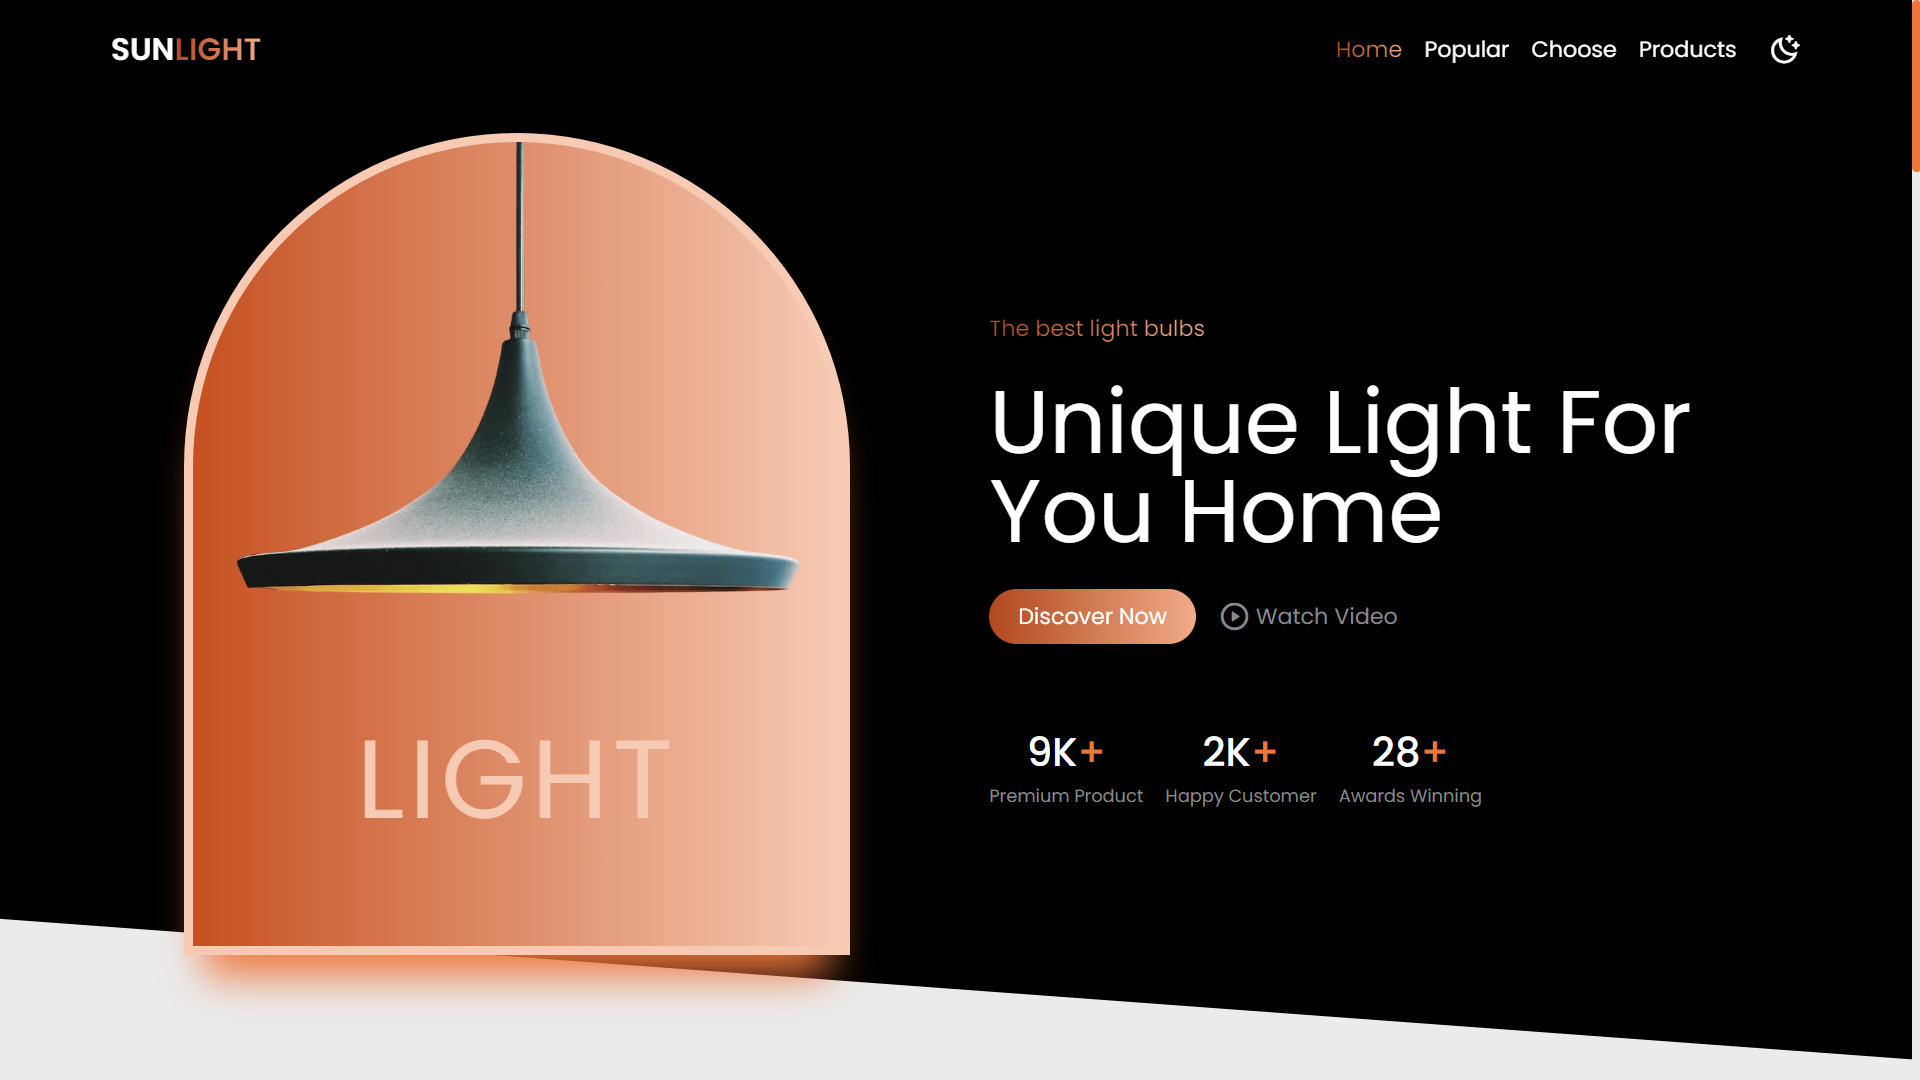 SUNLIGHT
Home Popular Choose Products
The best light bulbs
Unique Light For
You Home
Discover Now Watch Video
9K+ 2K+ 28+
Premium Product Happy Customer Awards Winning
LIGHT